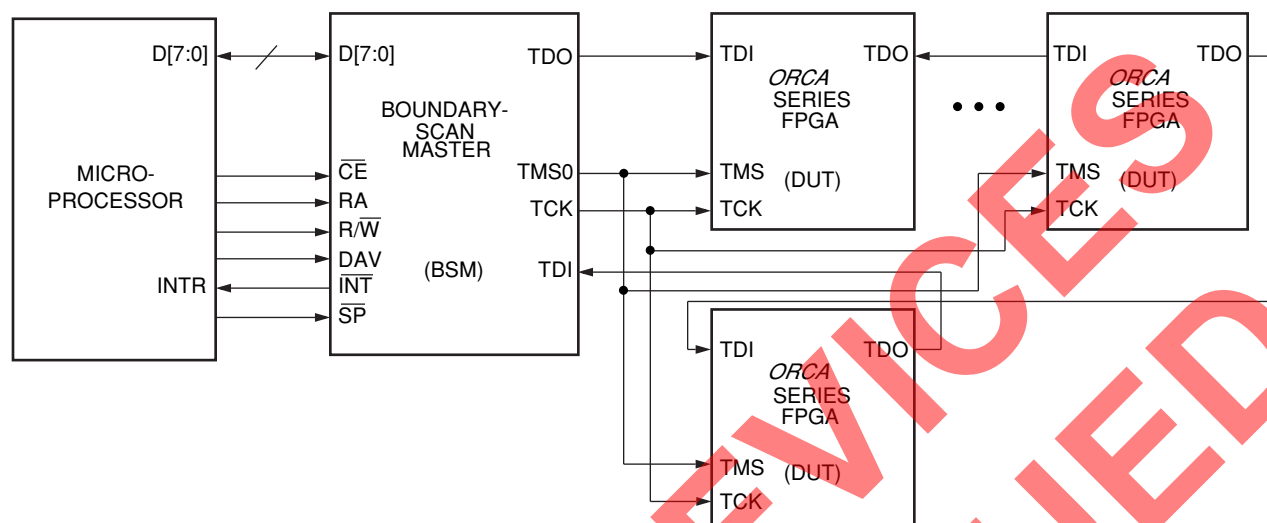 MICRO-
PROCESSOR
D[7:0]
INTR
D[7:0]
BOUNDARY-
SCAN
MASTER
(BSM)
CE
RA
R/W
DAV
INT
SP
TDO
TMS0
TCK
TDI
TDI
TDO
ORCA
SERIES
FPGA
TMS
(DUT)
TCK
TDI
TDO
ORCA
SERIES
FPGA
TMS
(DUT)
TCK
TDI
TDO
ORCA
SERIES
FPGA
TMS
(DUT)
TCK